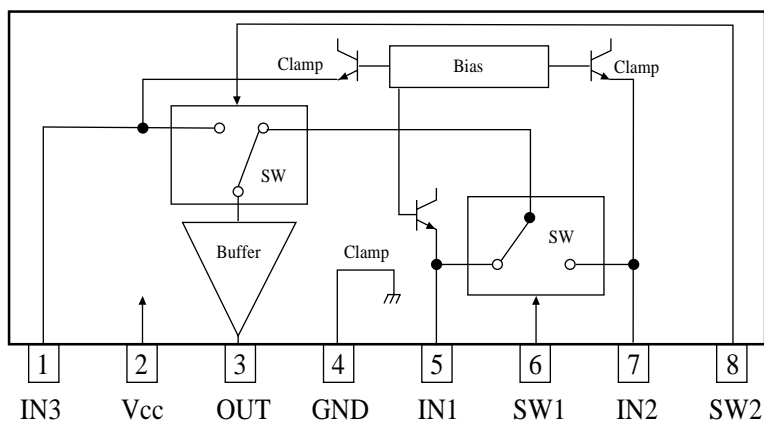 Clamp
Bias
Clamp
SW
SW
Buffer
Clamp
1 2 3 4 5 6 7 8
IN3 Vcc OUT GND IN1 SW1 IN2 SW2